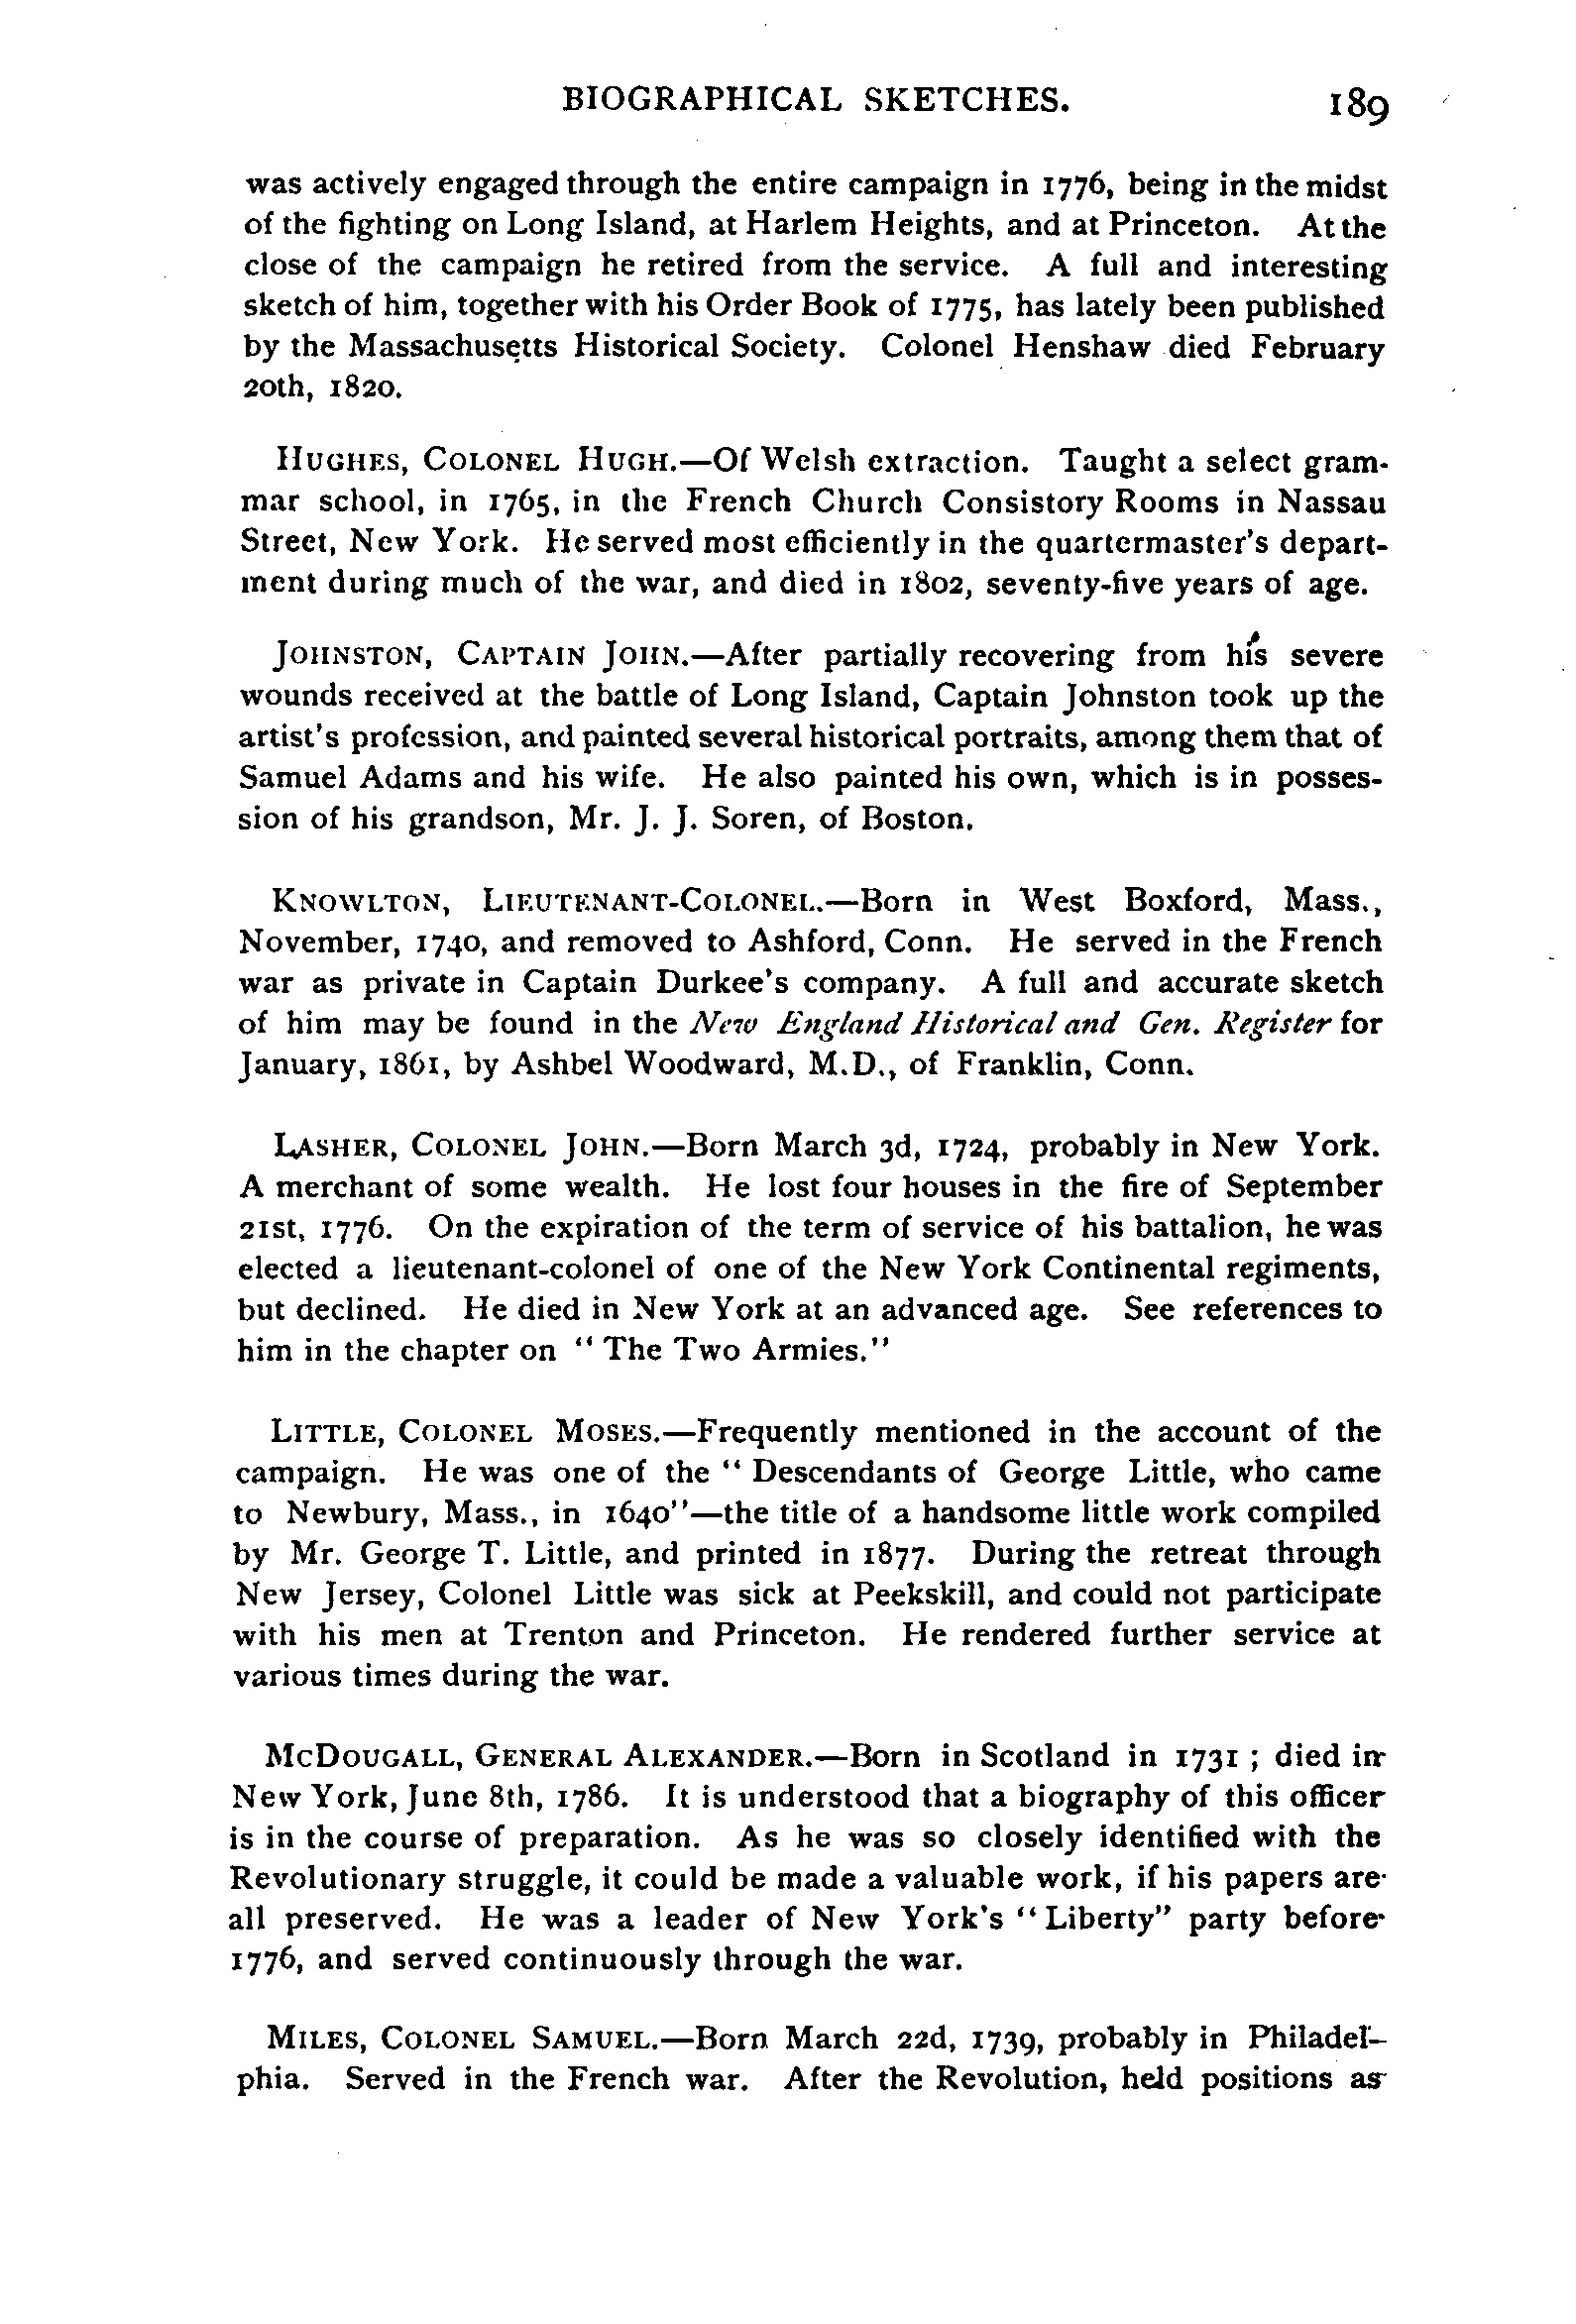 BIOGRAPHICAL SKETCHES. 189
was actively engaged through the entire campaign in 1776, being in the midst
of the fighting on Long Island, at Harlem Heights, and at Princeton. At the
close of the campaign he retired from the service. A full and interesting
sketch of him, together with his Order Book of 1775, has lately been published
by the Massachusetts Historical Society. Colonel Henshaw died February
20th, 1820.
HUGHES, COLONEL HUGH.—Of Welsh extraction. Taught a select gram-
mar school, in 1765, in the French Church Consistory Rooms in Nassau
Street, New York. He served most efficiently in the quartermaster's depart-
ment during much of the war, and died in 1802, seventy-five years of age.
JOHNSTON, CAPTAIN JOHN.—After partially recovering from his severe
wounds received at the battle of Long Island, Captain Johnston took up the
artist's profession, and painted several historical portraits, among them that of
Samuel Adams and his wife. He also painted his own, which is in posses-
sion of his grandson, Mr. J. J. Soren, of Boston.
KNOWLTON, LIEUTENANT-COLONEL.—Born in West Boxford, Mass.,
November, 1740, and removed to Ashford, Conn. He served in the French
war as private in Captain Durkee's company. A full and accurate sketch
of him may be found in the New England Historical and Gen. Register for
January, 1861, by Ashbel Woodward, M.D., of Franklin, Conn.
LASHER, COLONEL JOHN.—Born March 3d, 1724, probably in New York.
A merchant of some wealth. He lost four houses in the fire of September
21st, 1776. On the expiration of the term of service of his battalion, he was
elected a lieutenant-colonel of one of the New York Continental regiments,
but declined. He died in New York at an advanced age. See references to
him in the chapter on "The Two Armies."
LITTLE, COLONEL MOSES.—Frequently mentioned in the account of the
campaign. He was one of the "Descendants of George Little, who came
to Newbury, Mass., in 1640"—the title of a handsome little work compiled
by Mr. George T. Little, and printed in 1877. During the retreat through
New Jersey, Colonel Little was sick at Peekskill, and could not participate
with his men at Trenton and Princeton. He rendered further service at
various times during the war.
MCDOUGALL, GENERAL ALEXANDER.—Born in Scotland in 1731; died in
New York, June 8th, 1786. It is understood that a biography of this officer
is in the course of preparation. As he was so closely identified with the
Revolutionary struggle, it could be made a valuable work, if his papers are
all preserved. He was a leader of New York's "Liberty" party before
1776, and served continuously through the war.
MILES, COLONEL SAMUEL.—Born March 22d, 1739, probably in Philadel-
phia. Served in the French war. After the Revolution, held positions as